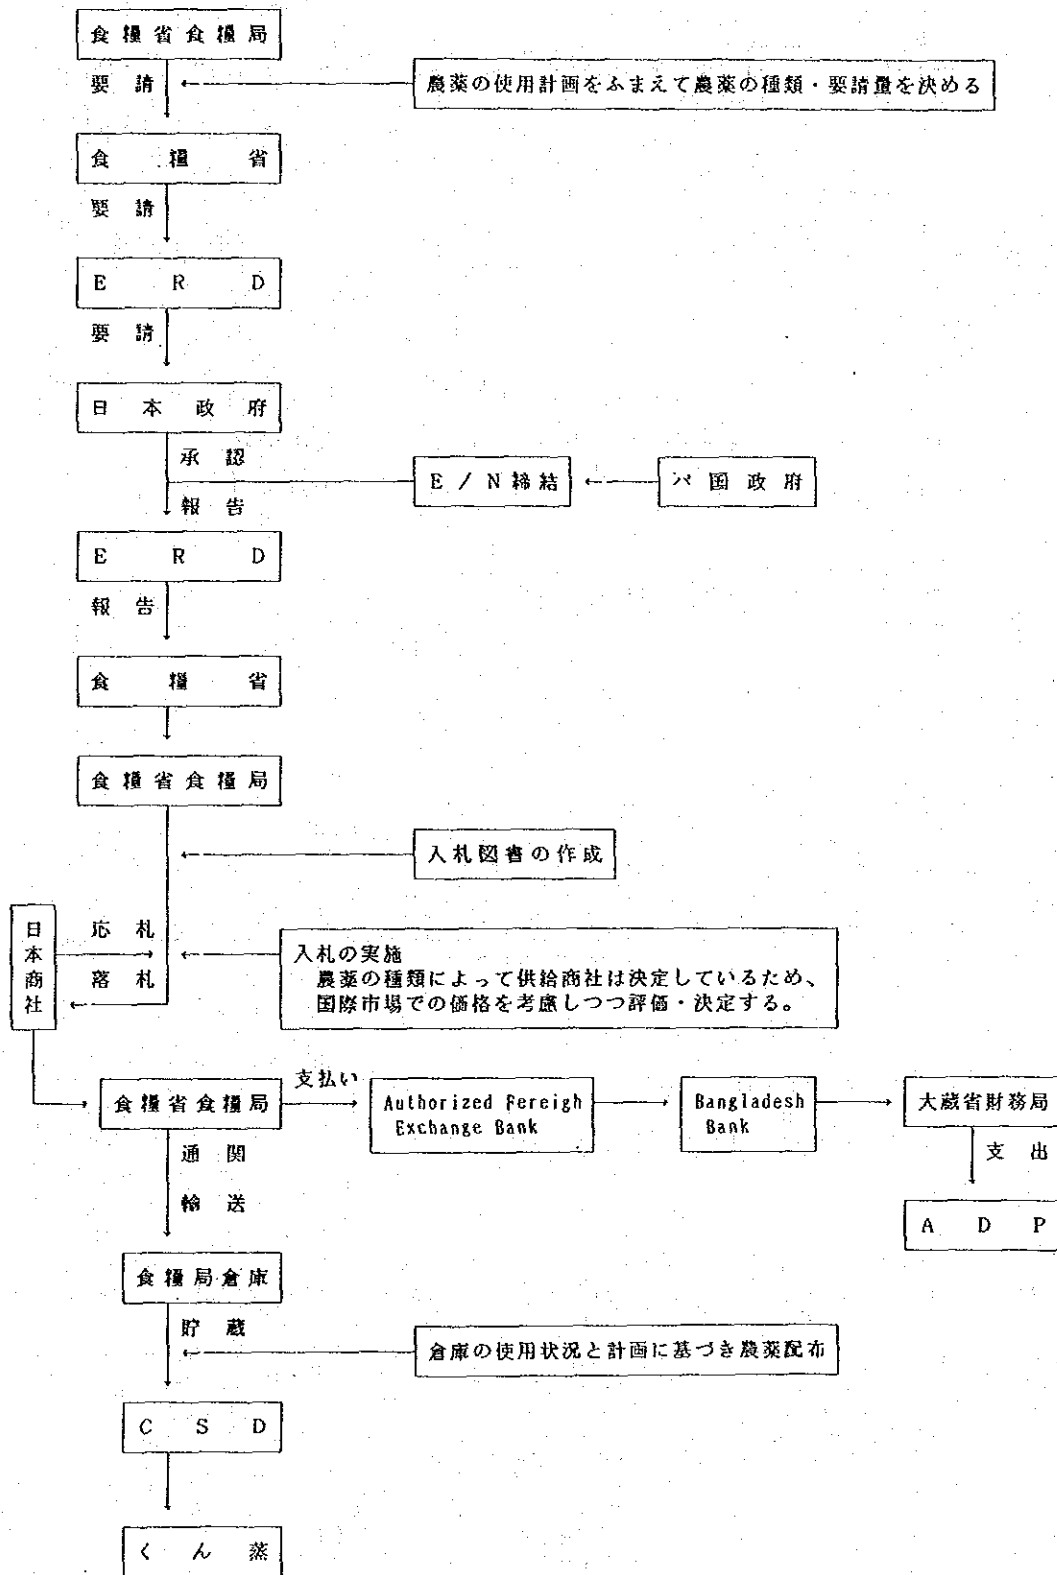 食糧省食糧局
要請
農薬の使用計画をふまえて農薬の種類・要請量を決める
食糧省
要請
ERD
要請
日本政府
承認
E/N締結
バ国政府
報告
ERD
報告
食糧省
食糧省食糧局
入札図書の作成
日本商社
応札
落札
入札の実施
農薬の種類によって供給商社は決定しているため、
国際市場での価格を考慮しつつ評価・決定する。
食糧省食糧局
支払い
Authorized Fereigh
Exchange Bank
Bangladesh
Bank
大蔵省財務局
通関
支出
輸送
ADP
食糧局倉庫
貯蔵
倉庫の使用状況と計画に基づき農薬配布
CSD
くん蒸